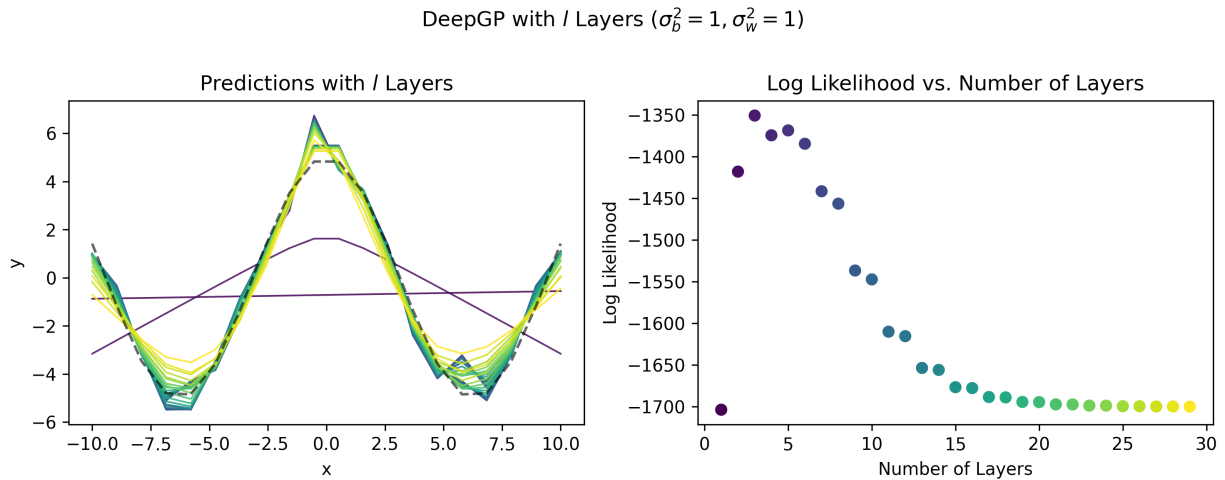 DeepGP with l Layers (σ_b^2 = 1, σ_w^2 = 1)
Predictions with l Layers
6
4
2
0
−2
−4
−6
y
−10.0 −7.5 −5.0 −2.5 0.0 2.5 5.0 7.5 10.0
x
Log Likelihood vs. Number of Layers
−1350
−1400
−1450
−1500
−1550
−1600
−1650
−1700
Log Likelihood
0 5 10 15 20 25 30
Number of Layers